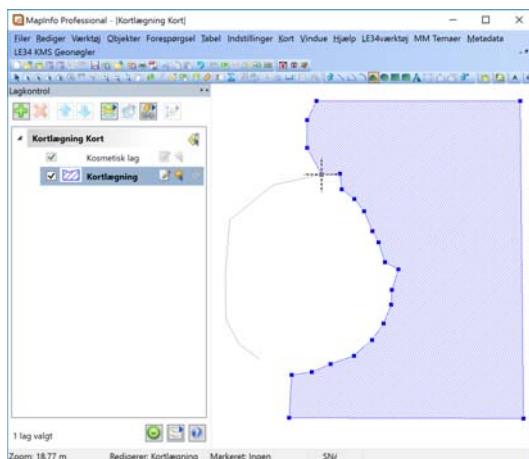 MapInfo Professional - [Kortlægning Kort]
Filer Rediger Værktøj Objekter Forespørgsel Tabel Indstillinger Kort Vindue Hjælp LE34værktøj MM Temaer Metadata
LE34 KMS Geonøgler
Lagkontrol
Kortlægning Kort
Kosmetisk lag
Kortlægning
1 lag valgt
Zoom: 18,77 m Redigerer: Kortlægning Markeret: Ingen